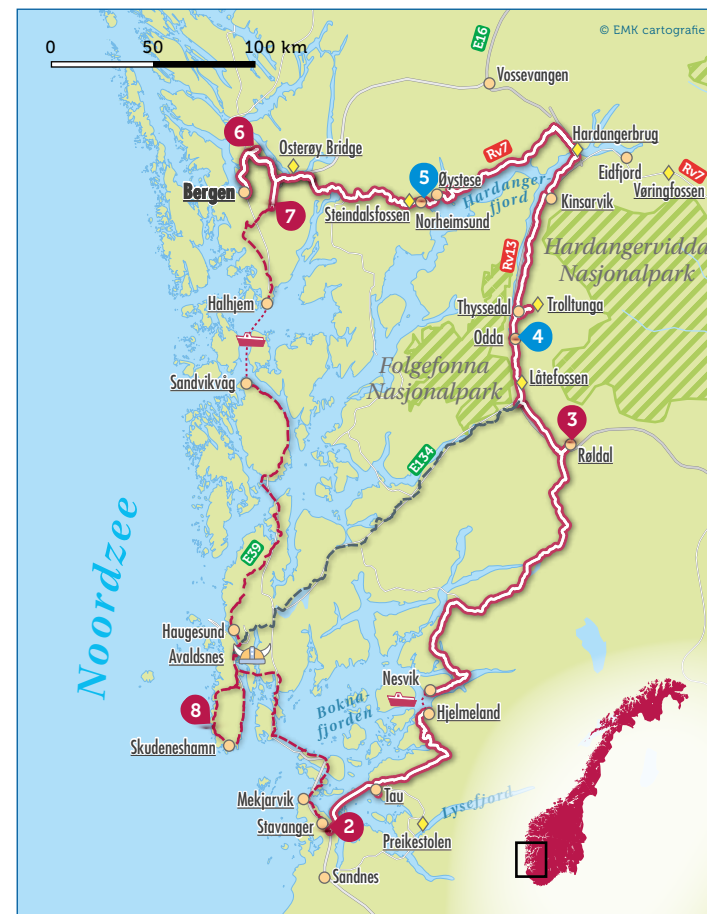 © EMK cartografie
0 50 100 km
E16
Vossevangen
6
Osterøy Bridge
Rv7
Hardangerbrug
Bergen
5
Øystese
Eidfjord
Rv7
Vøringfossen
Hardanger-
fjord
Steindalsfossen
Norheimsund
Kinsarvik
7
Rv13
Hardangervidda
Nasjonalpark
Halhjem
Thyssedal
Trolltunga
Odda
4
Folgefonna
Nasjonalpark
Sandvikvåg
Låtefossen
3
Røldal
E134
Noordzee
E39
Haugesund
Avaldsnes
Nesvik
Bokna-
fjorden
Hjelmeland
8
Skudeneshamn
Mekjarvik
Tau
Lysefjord
Stavanger
2
Preikestolen
Sandnes